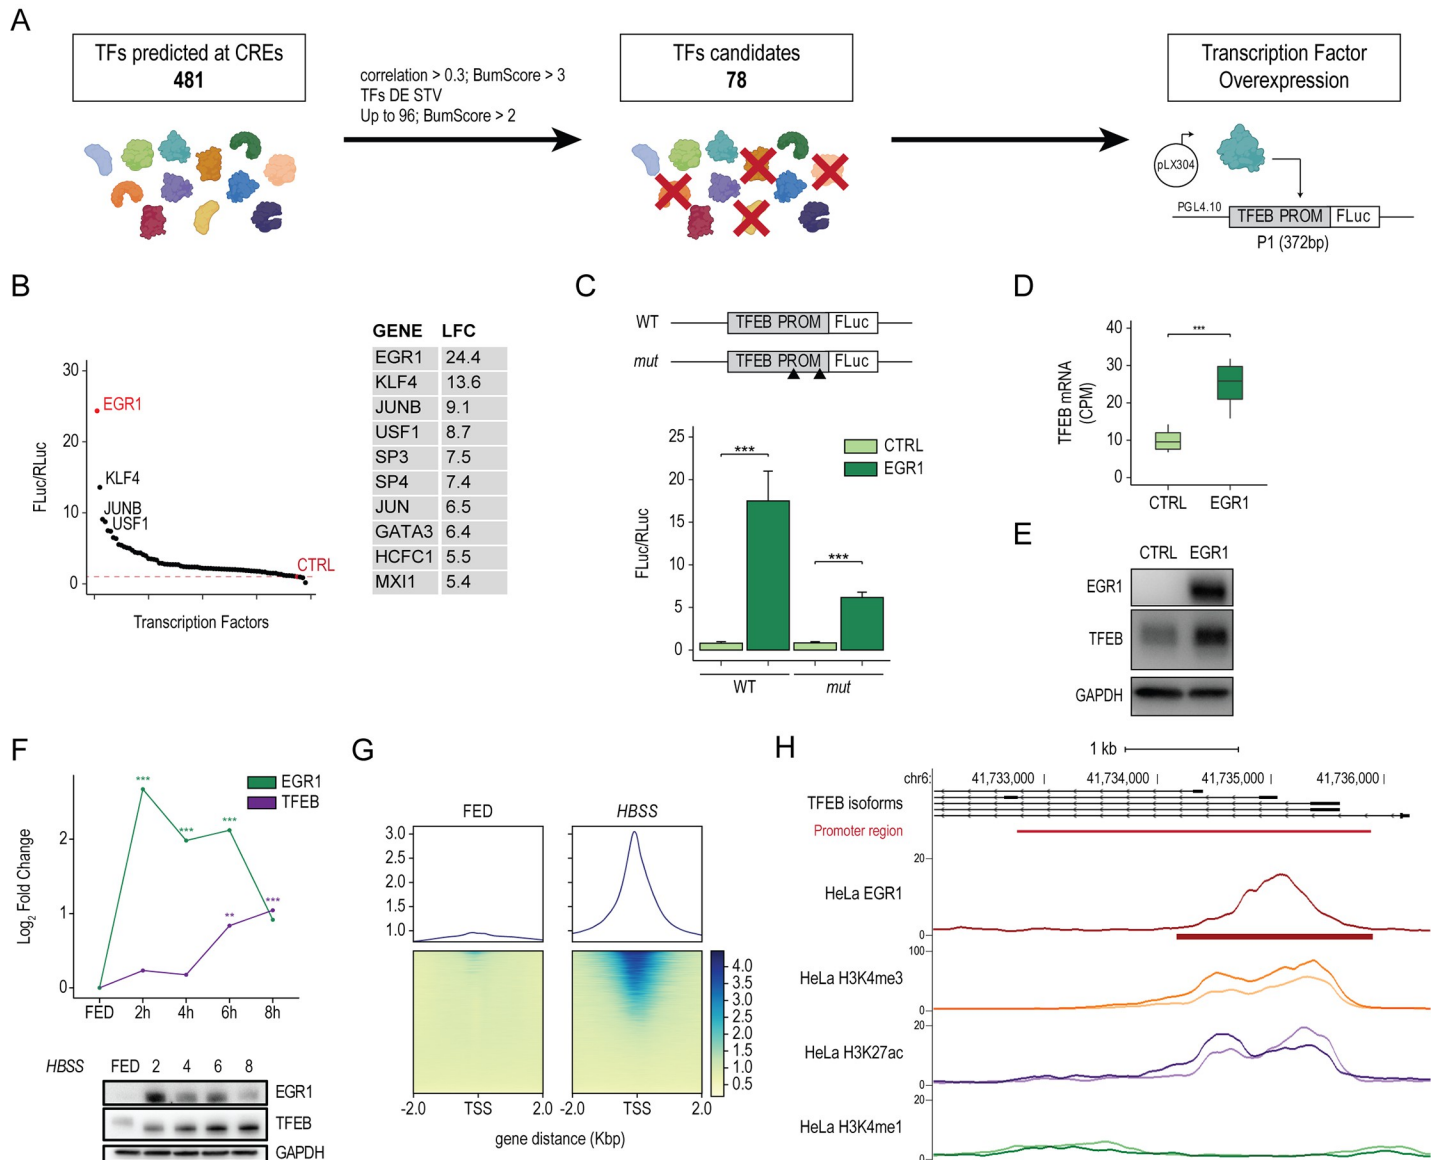 A
TFs predicted at CREs
481
correlation > 0.3; BumScore > 3
TFs DE STV
Up to 96; BumScore > 2
TFs candidates
78
Transcription Factor
Overexpression
pLX304
PGL4.10
TFEB PROM FLuc
P1 (372bp)
B
FLuc/RLuc
30
20
10
0
EGR1
KLF4
JUNB
USF1
CTRL
Transcription Factors
GENE LFC
EGR1 24.4
KLF4 13.6
JUNB 9.1
USF1 8.7
SP3 7.5
SP4 7.4
JUN 6.5
GATA3 6.4
HCFC1 5.5
MXI1 5.4
C
WT TFEB PROM FLuc
mut TFEB PROM FLuc
CTRL
EGR1
FLuc/RLuc
25
20
15
10
5
0
***
***
WT mut
D
TFEB mRNA
(CPM)
40
30
20
10
0
***
CTRL EGR1
E
CTRL EGR1
EGR1
TFEB
GAPDH
F
EGR1
TFEB
Log2 Fold Change
2
1
0
***
***
***
**
***
FED 2h 4h 6h 8h
HBSS FED 2 4 6 8
EGR1
TFEB
GAPDH
G
FED HBSS
3.0
2.5
2.0
1.5
1.0
4.0
3.5
3.0
2.5
2.0
1.5
1.0
0.5
-2.0 TSS 2.0 -2.0 TSS 2.0
gene distance (Kbp)
H
1 kb
chr6: 41,733,000 41,734,000 41,735,000 41,736,000
TFEB isoforms
Promoter region
20
HeLa EGR1
0
100
HeLa H3K4me3
0
20
HeLa H3K27ac
0
20
HeLa H3K4me1
0